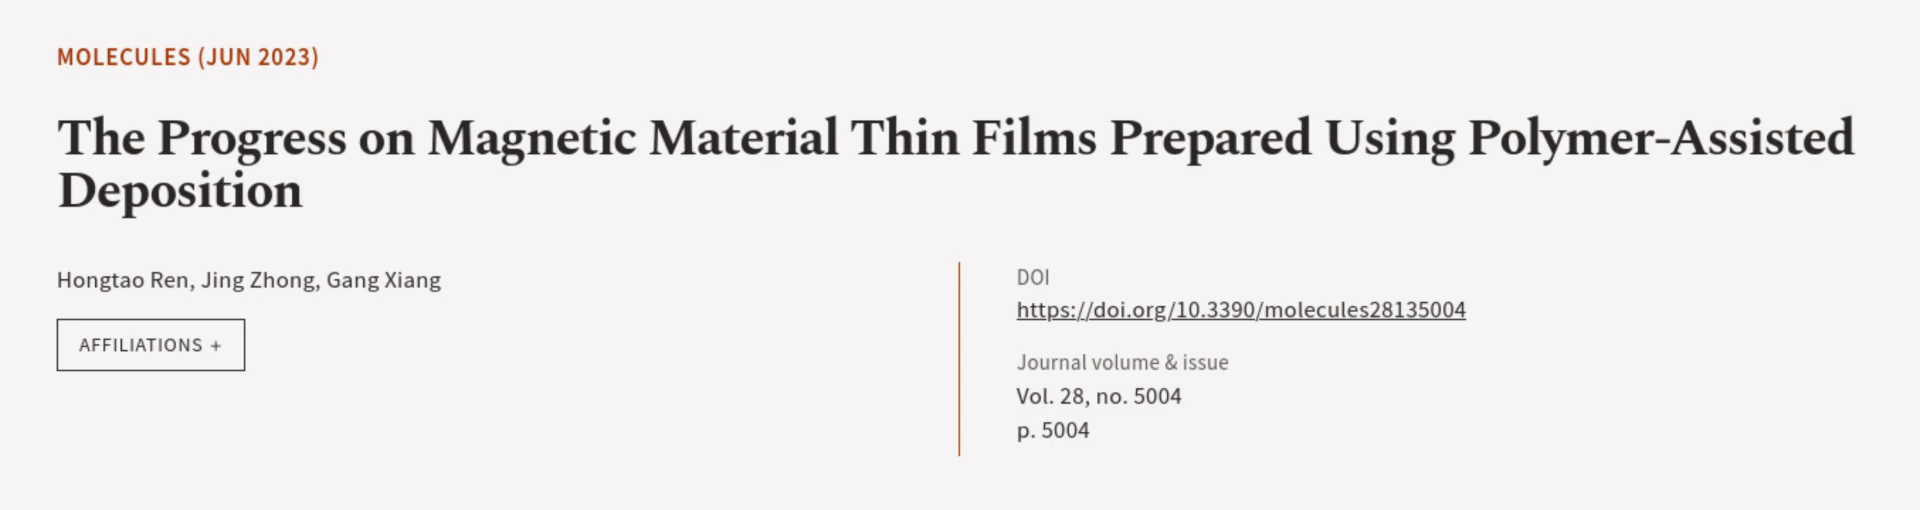 MOLECULES (JUN 2023)
The Progress on Magnetic Material Thin Films Prepared Using Polymer-Assisted
Deposition
Hongtao Ren, Jing Zhong, Gang Xiang
AFFILIATIONS +
DOI
https://doi.org/10.3390/molecules28135004
Journal volume & issue
Vol. 28, no. 5004
p. 5004